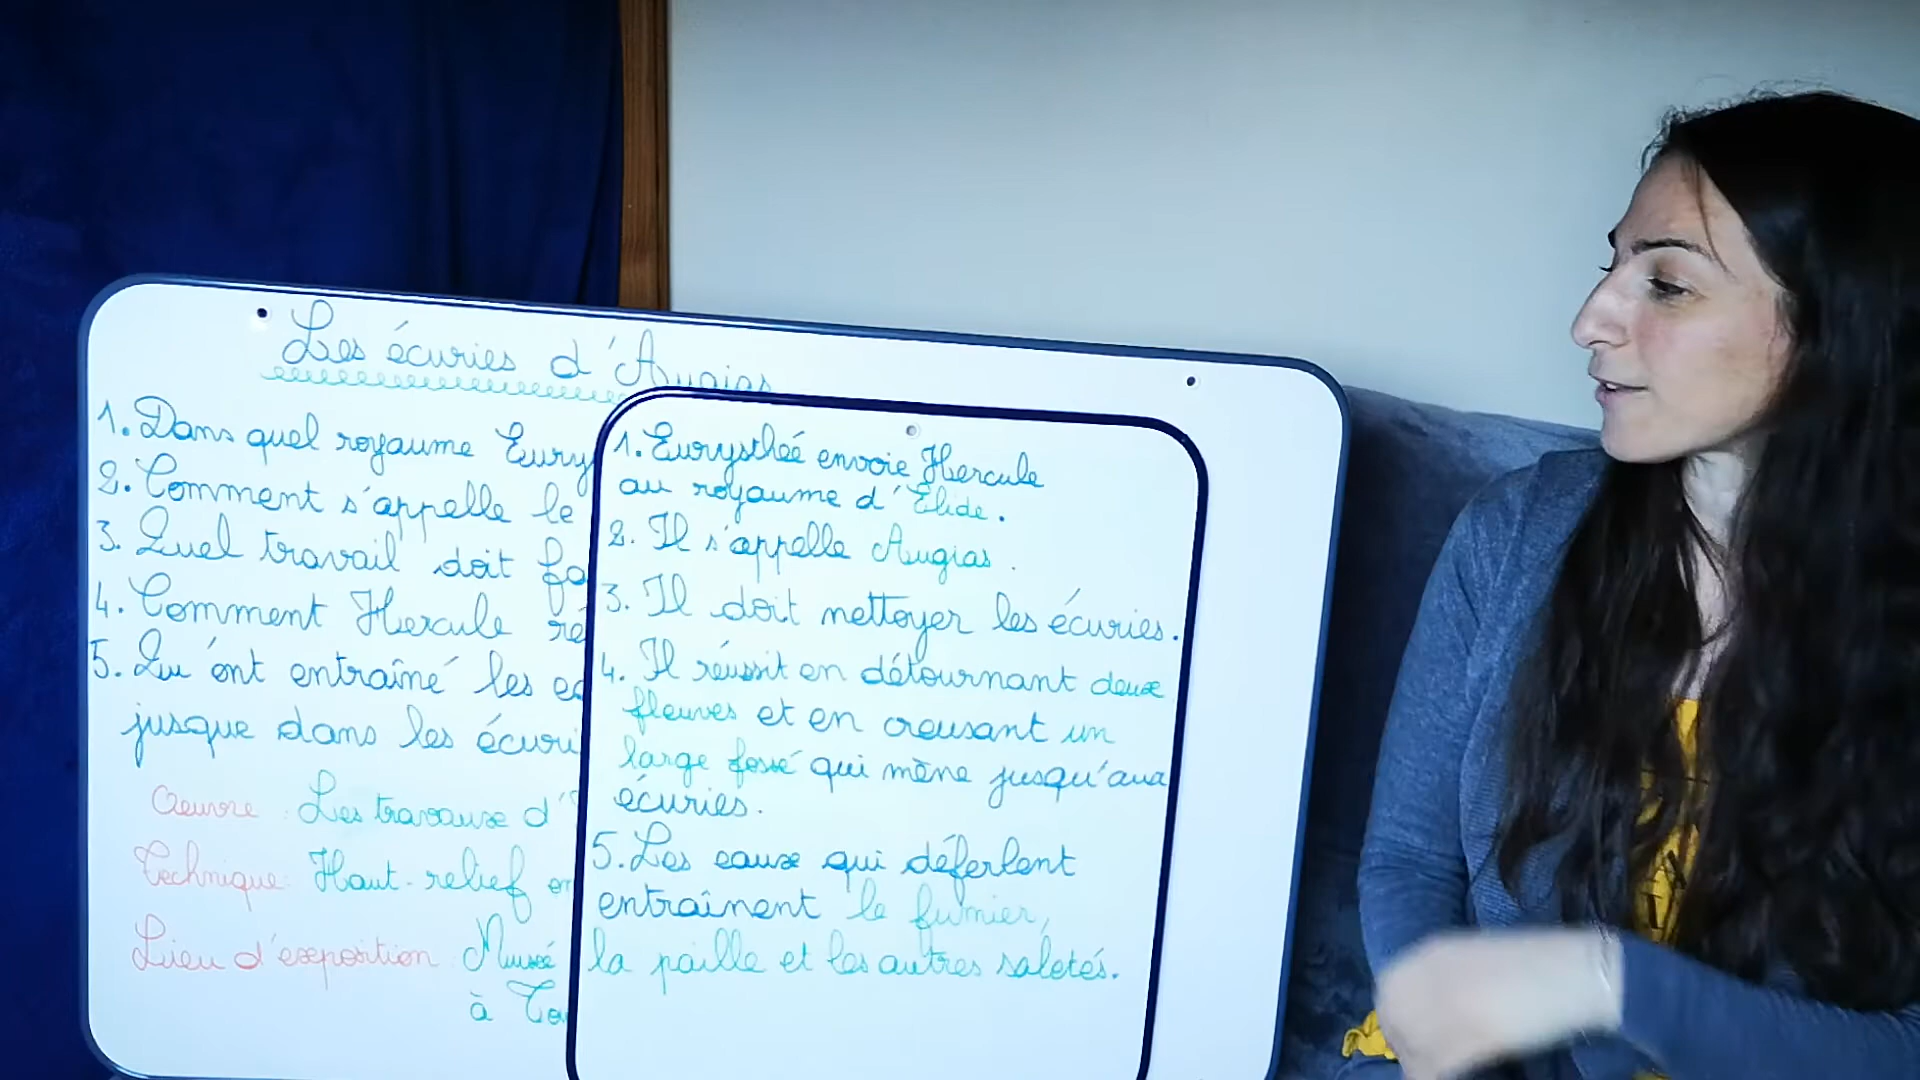 Les écuries d'Augias
1. Dans quel royaume Eury
2. Comment s'appelle le
3. Quel travail doit fa
4. Comment Hercule ré
5. Qu'ont entraîné les ea
jusque dans les écuri
Oeuvre : Les travaux d'
Technique : Haut-relief en
Lieu d'exposition : Musée
à Tou
1. Eurysthéé envoie Hercule
au royaume d'Élide.
2. Il s'appelle Augias.
3. Il doit nettoyer les écuries.
4. Il réussit en détournant deux
fleuves et en creusant un
large fossé qui mène jusqu'aux
écuries.
5. Les eaux qui déferlent
entraînent le fumier,
la paille et les autres saletés.